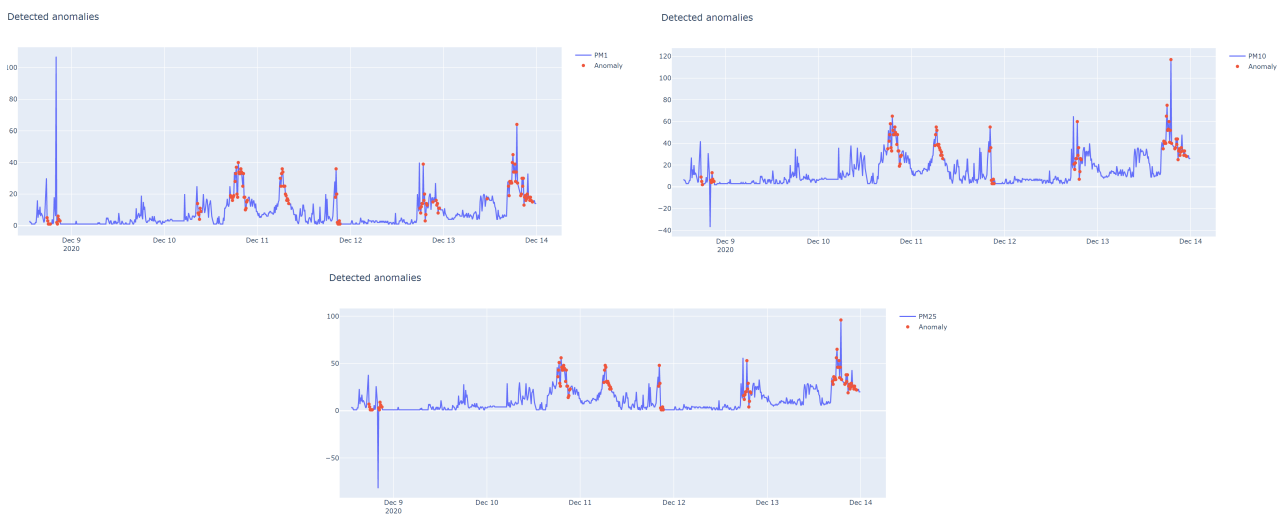 Detected anomalies
PM1
Anomaly
100
80
60
40
20
0
Dec 9
2020
Dec 10
Dec 11
Dec 12
Dec 13
Dec 14
Detected anomalies
PM10
Anomaly
120
100
80
60
40
20
0
−20
−40
Dec 9
2020
Dec 10
Dec 11
Dec 12
Dec 13
Dec 14
Detected anomalies
PM25
Anomaly
100
50
0
−50
Dec 9
2020
Dec 10
Dec 11
Dec 12
Dec 13
Dec 14